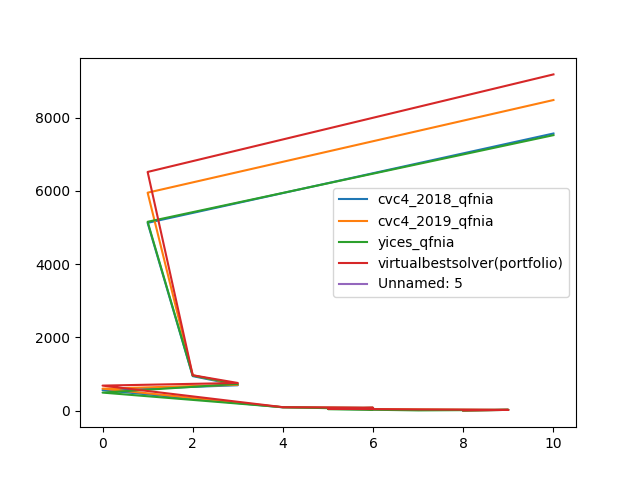 8000
6000
4000
2000
0
0 2 4 6 8 10
cvc4_2018_qfnia
cvc4_2019_qfnia
yices_qfnia
virtualbestsolver(portfolio)
Unnamed: 5